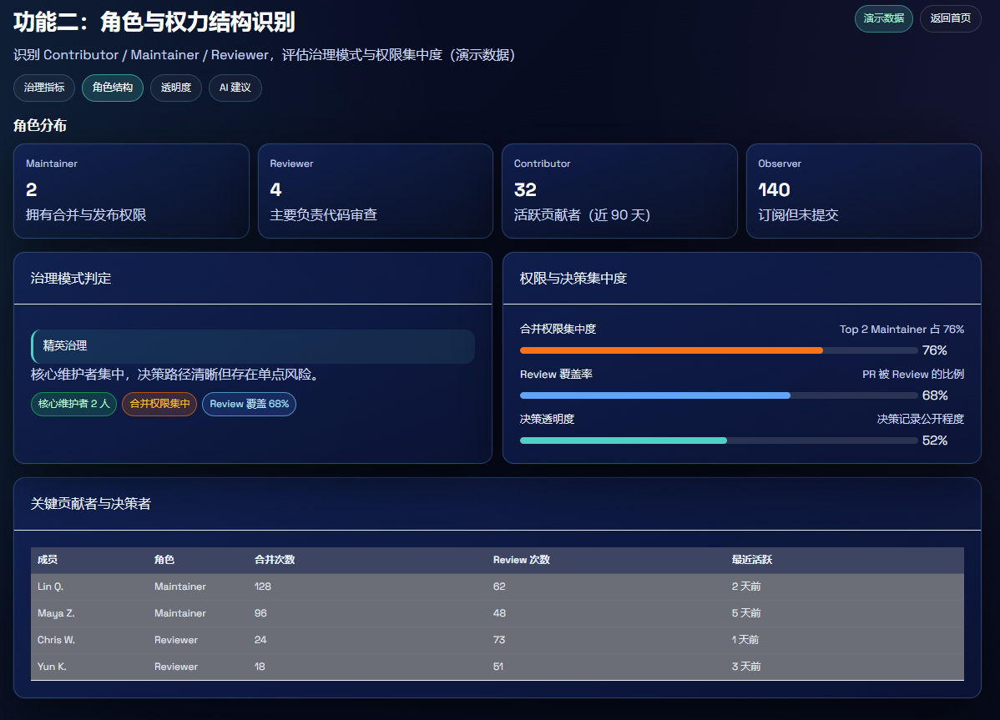 功能二：角色与权力结构识别
演示数据
返回首页
识别 Contributor / Maintainer / Reviewer，评估治理模式与权限集中度（演示数据）
治理指标
角色结构
透明度
AI 建议
角色分布
Maintainer
2
拥有合并与发布权限
Reviewer
4
主要负责代码审查
Contributor
32
活跃贡献者（近 90 天）
Observer
140
订阅但未提交
治理模式判定
精英治理
核心维护者集中，决策路径清晰但存在单点风险。
核心维护者 2 人
合并权限集中
Review 覆盖 68%
权限与决策集中度
合并权限集中度
Top 2 Maintainer 占 76%
76%
Review 覆盖率
PR 被 Review 的比例
68%
决策透明度
决策记录公开程度
52%
关键贡献者与决策者
成员 角色 合并次数 Review 次数 最近活跃
Lin Q. Maintainer 128 62 2 天前
Maya Z. Maintainer 96 48 5 天前
Chris W. Reviewer 24 73 1 天前
Yun K. Reviewer 18 51 3 天前